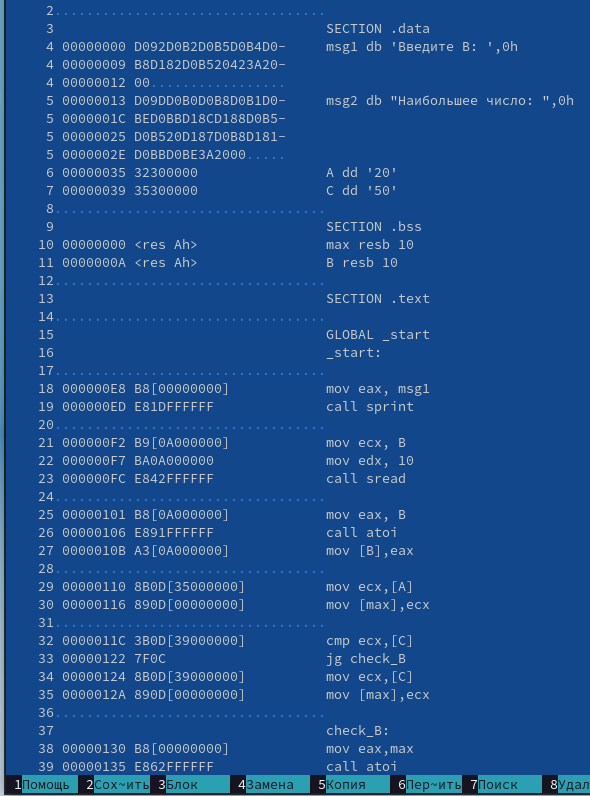 2
3 SECTION .data
4 00000000 D092D0B2D0B5D0B4D0- msg1 db 'Введите B: ',0h
4 00000009 B8D182D0B520423A20-
4 00000012 00
5 00000013 D09DD0B0D0B8D0B1D0- msg2 db "Наибольшее число: ",0h
5 0000001C BED0BBD18CD188D0B5-
5 00000025 D0B520D187D0B8D181-
5 0000002E D0BBD0BE3A2000
6 00000035 32300000 A dd '20'
7 00000039 35300000 C dd '50'
8
9 SECTION .bss
10 00000000 <res Ah> max resb 10
11 0000000A <res Ah> B resb 10
12
13 SECTION .text
14
15 GLOBAL _start
16 _start:
17
18 000000E8 B8[00000000] mov eax, msg1
19 000000ED E81DFFFFFF call sprint
20
21 000000F2 B9[0A000000] mov ecx, B
22 000000F7 BA0A000000 mov edx, 10
23 000000FC E842FFFFFF call sread
24
25 00000101 B8[0A000000] mov eax, B
26 00000106 E891FFFFFF call atoi
27 0000010B A3[0A000000] mov [B],eax
28
29 00000110 8B0D[35000000] mov ecx,[A]
30 00000116 890D[00000000] mov [max],ecx
31
32 0000011C 3B0D[39000000] cmp ecx,[C]
33 00000122 7F0C jg check_B
34 00000124 8B0D[39000000] mov ecx,[C]
35 0000012A 890D[00000000] mov [max],ecx
36
37 check_B:
38 00000130 B8[00000000] mov eax,max
39 00000135 E862FFFFFF call atoi
1Помощь 2Сох~ить 3Блок 4Замена 5Копия 6Пер~ить 7Поиск 8Удал